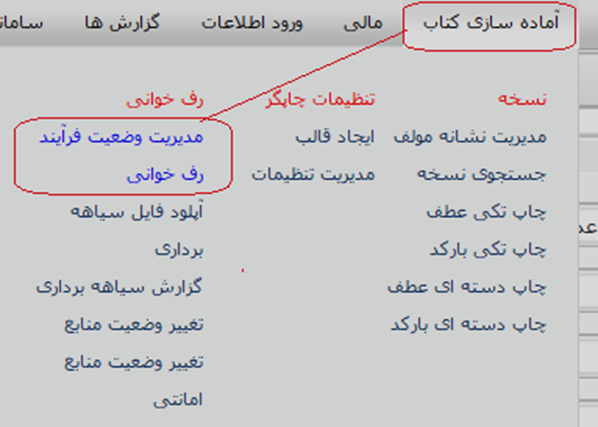 آماده سازی کتاب
مالی
ورود اطلاعات
گزارش ها
نسخه
مدیریت نشانه مولف
جستجوی نسخه
چاپ تکی عطف
چاپ تکی بارکد
چاپ دسته ای عطف
چاپ دسته ای بارکد
تنظیمات چاپگر
ایجاد قالب
مدیریت تنظیمات
رف خوانی
مدیریت وضعیت فرآیند
رف خوانی
آپلود فایل سیاهه
برداری
گزارش سیاهه برداری
تغییر وضعیت منابع
تغییر وضعیت منابع
امانتی